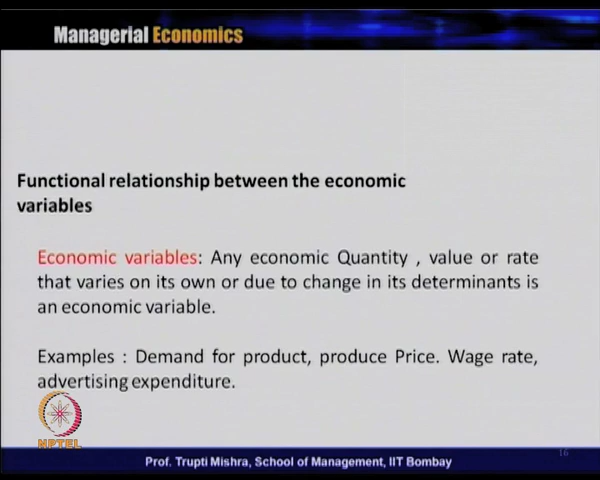 Managerial Economics
Functional relationship between the economic
variables
Economic variables: Any economic Quantity , value or rate
that varies on its own or due to change in its determinants is
an economic variable.
Examples : Demand for product, produce Price. Wage rate,
advertising expenditure.
NPTEL
16
Prof. Trupti Mishra, School of Management, IIT Bombay